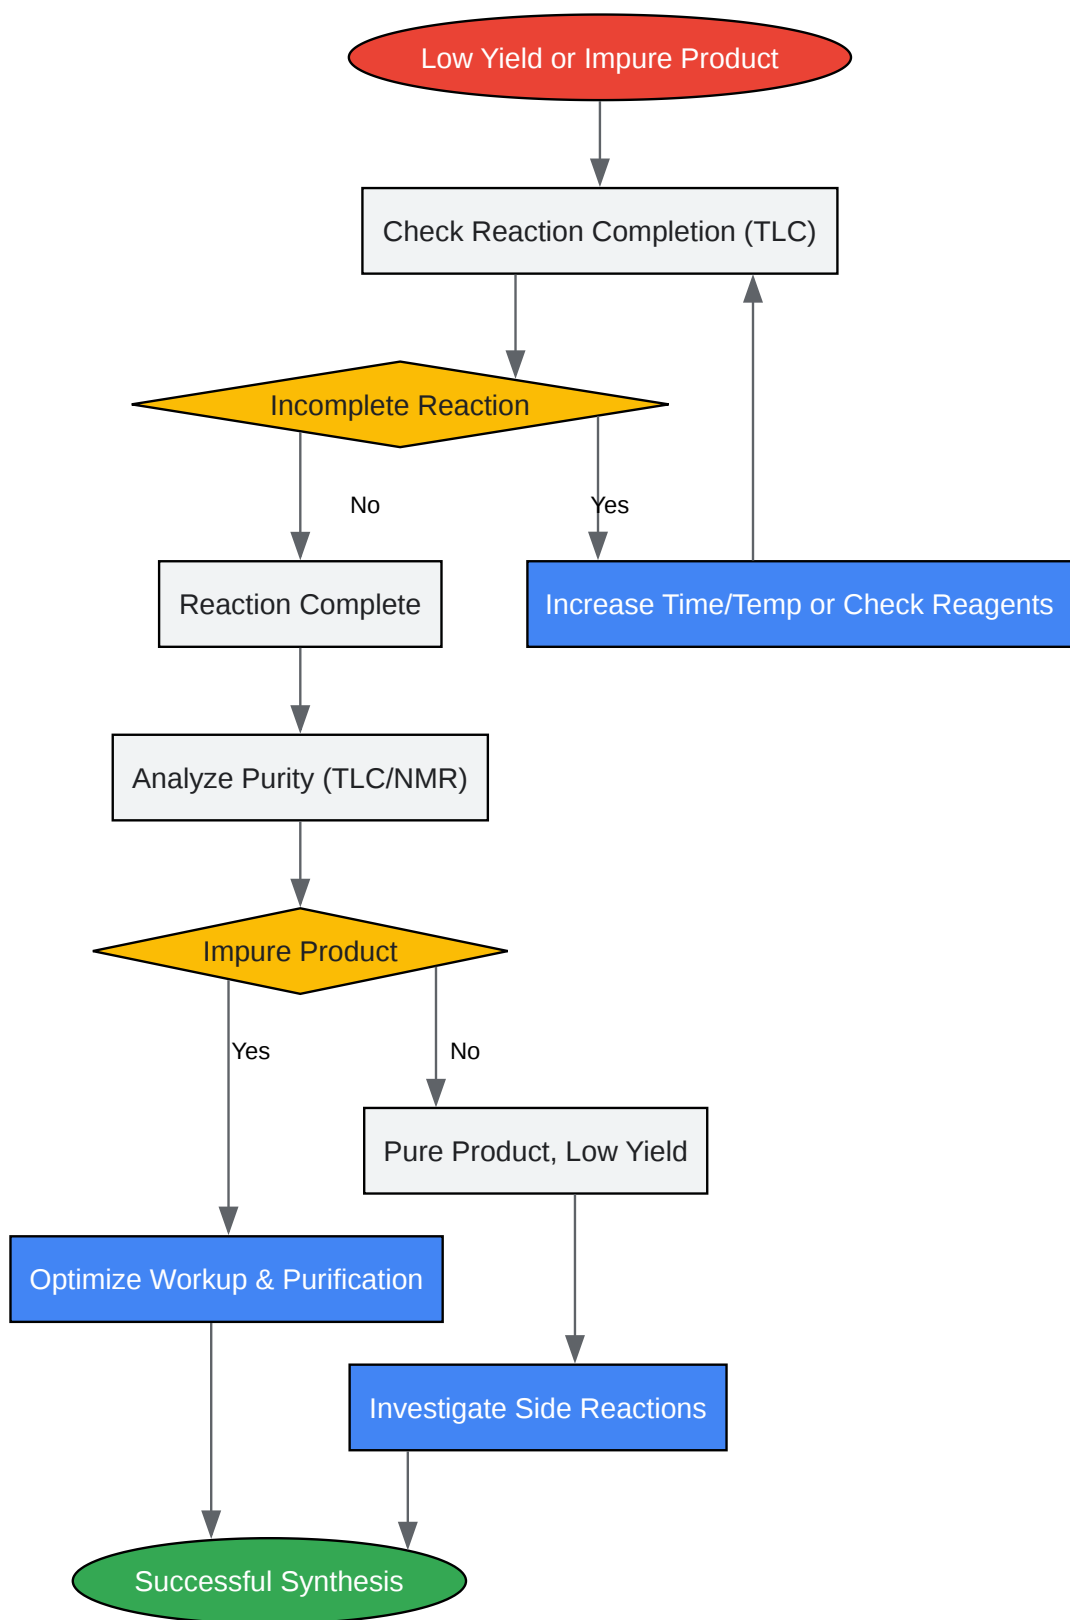 Low Yield or Impure Product
Check Reaction Completion (TLC)
Incomplete Reaction
No
Yes
Reaction Complete
Increase Time/Temp or Check Reagents
Analyze Purity (TLC/NMR)
Impure Product
Yes
No
Pure Product, Low Yield
Optimize Workup & Purification
Investigate Side Reactions
Successful Synthesis